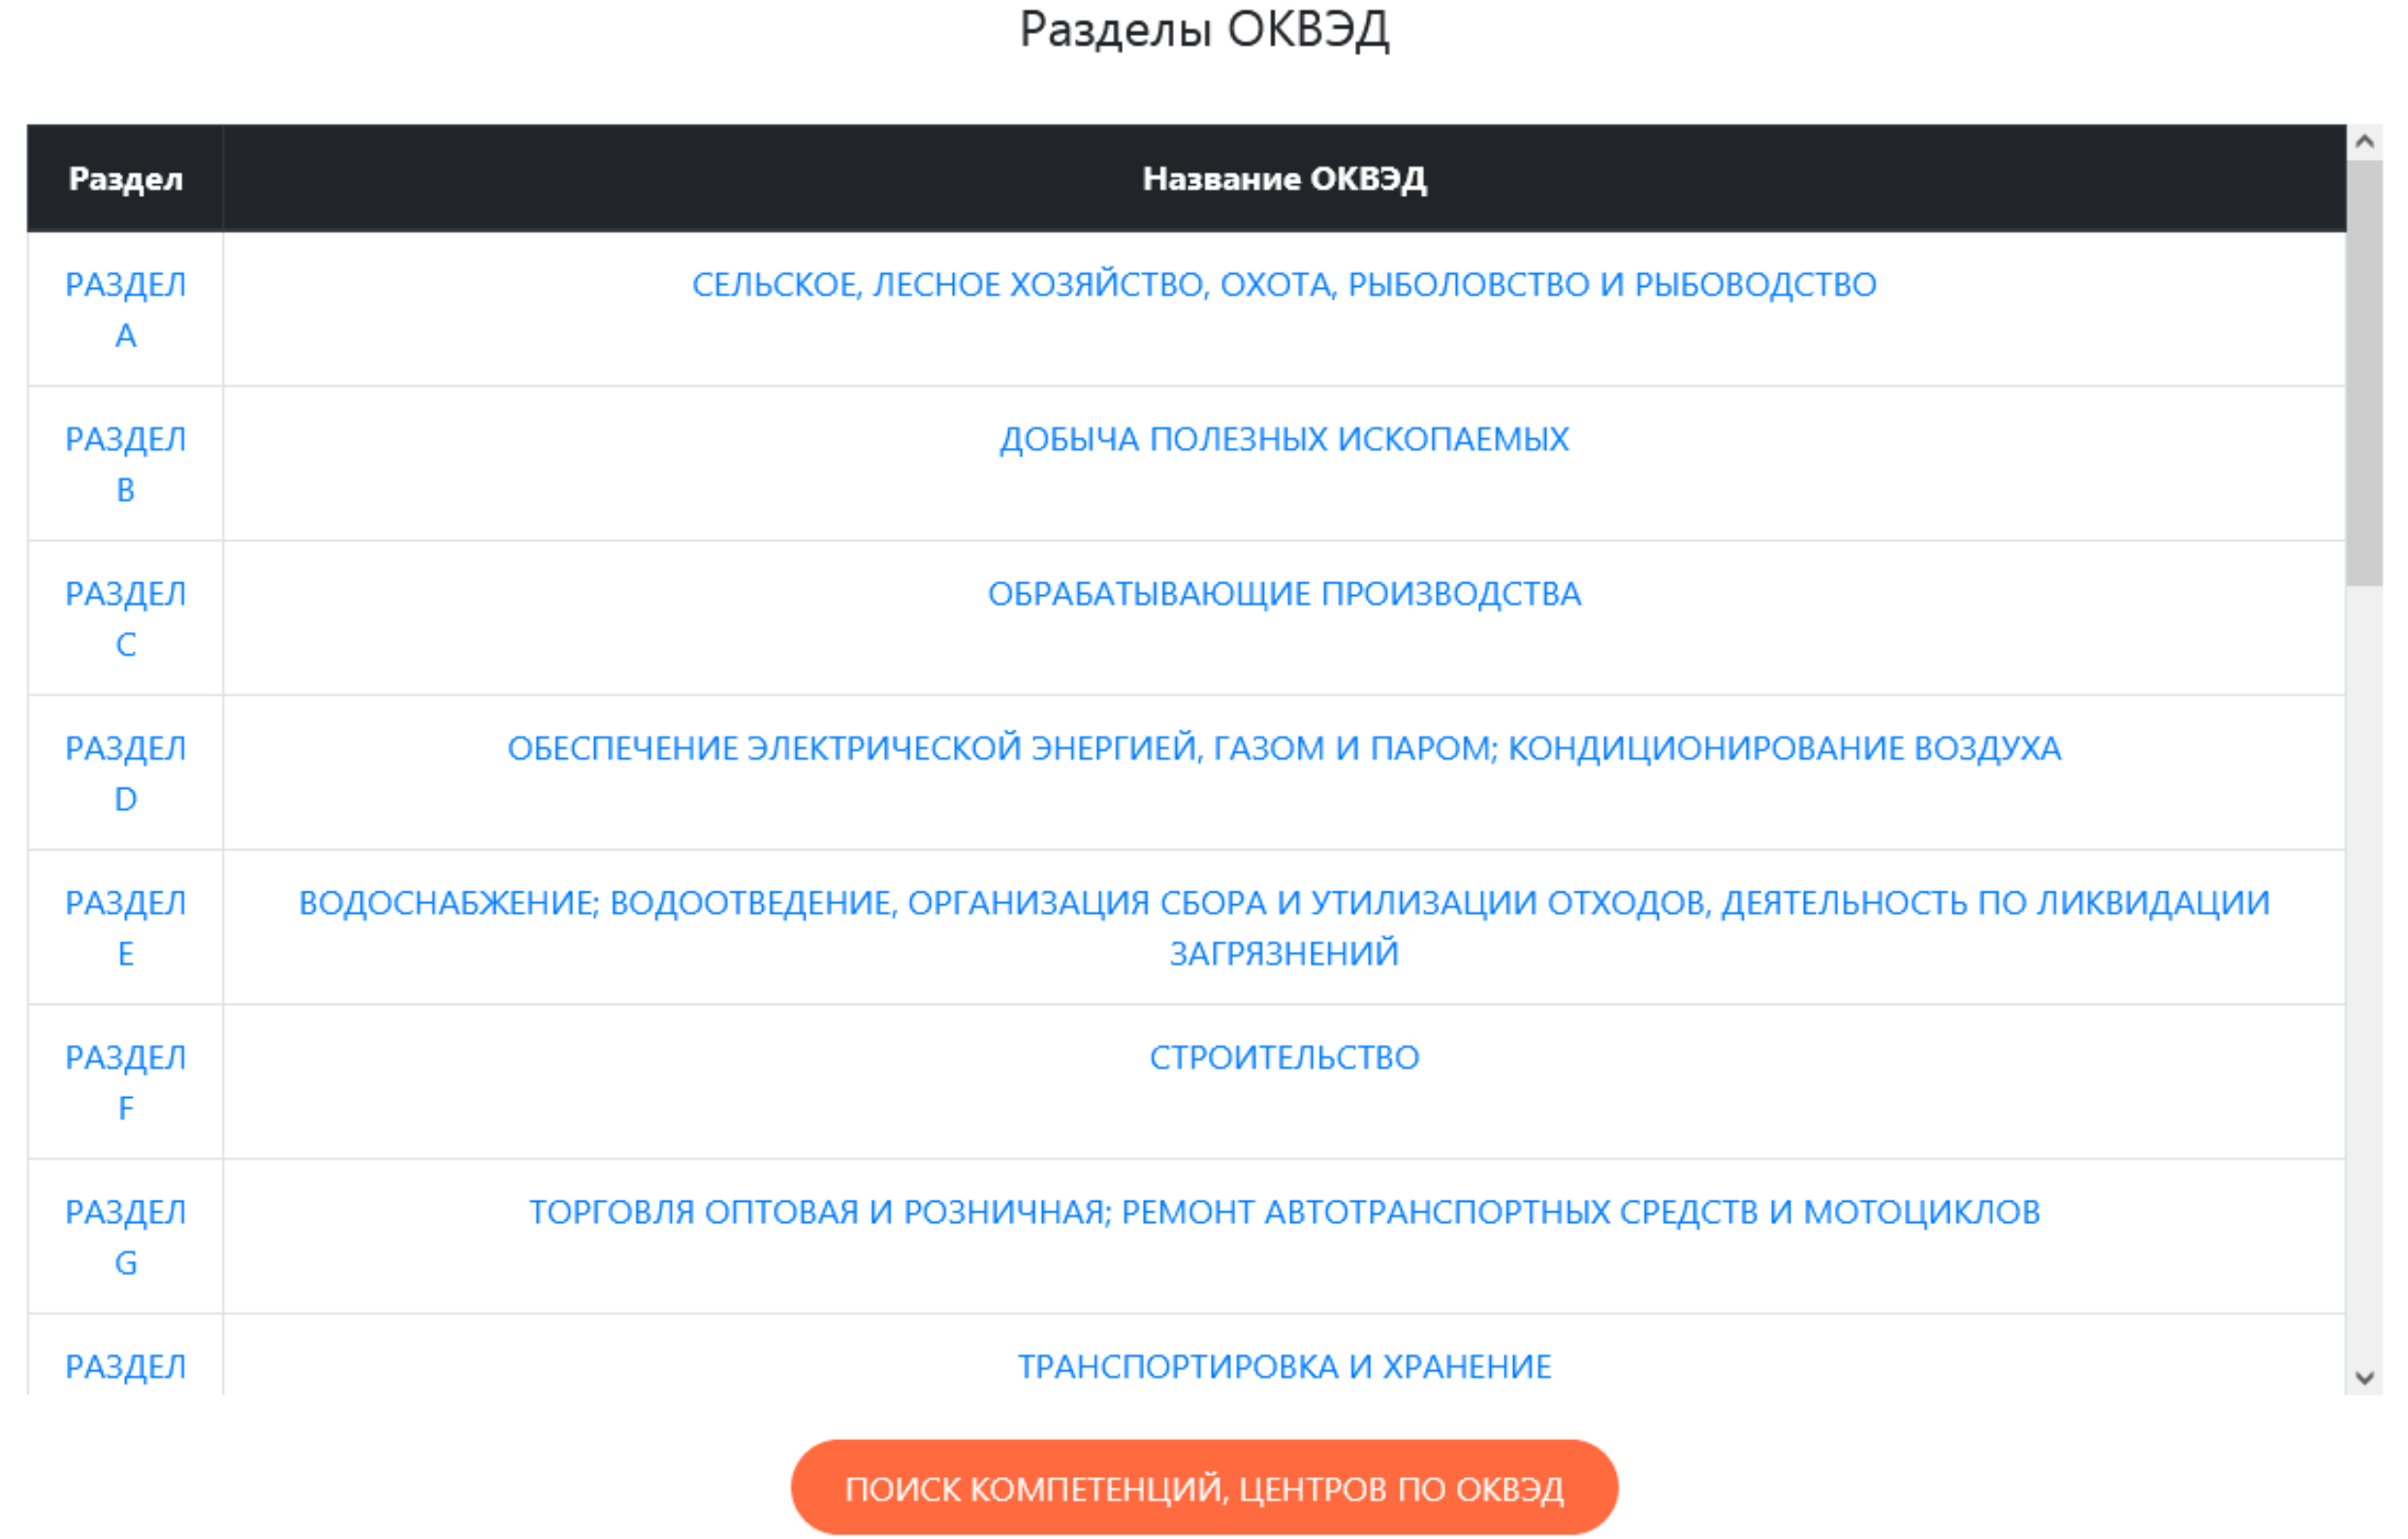 Разделы ОКВЭД
Раздел
Название ОКВЭД
РАЗДЕЛ
A
СЕЛЬСКОЕ, ЛЕСНОЕ ХОЗЯЙСТВО, ОХОТА, РЫБОЛОВСТВО И РЫБОВОДСТВО
РАЗДЕЛ
B
ДОБЫЧА ПОЛЕЗНЫХ ИСКОПАЕМЫХ
РАЗДЕЛ
C
ОБРАБАТЫВАЮЩИЕ ПРОИЗВОДСТВА
РАЗДЕЛ
D
ОБЕСПЕЧЕНИЕ ЭЛЕКТРИЧЕСКОЙ ЭНЕРГИЕЙ, ГАЗОМ И ПАРОМ; КОНДИЦИОНИРОВАНИЕ ВОЗДУХА
РАЗДЕЛ
E
ВОДОСНАБЖЕНИЕ; ВОДООТВЕДЕНИЕ, ОРГАНИЗАЦИЯ СБОРА И УТИЛИЗАЦИИ ОТХОДОВ, ДЕЯТЕЛЬНОСТЬ ПО ЛИКВИДАЦИИ
ЗАГРЯЗНЕНИЙ
РАЗДЕЛ
F
СТРОИТЕЛЬСТВО
РАЗДЕЛ
G
ТОРГОВЛЯ ОПТОВАЯ И РОЗНИЧНАЯ; РЕМОНТ АВТОТРАНСПОРТНЫХ СРЕДСТВ И МОТОЦИКЛОВ
РАЗДЕЛ
ТРАНСПОРТИРОВКА И ХРАНЕНИЕ
ПОИСК КОМПЕТЕНЦИЙ, ЦЕНТРОВ ПО ОКВЭД